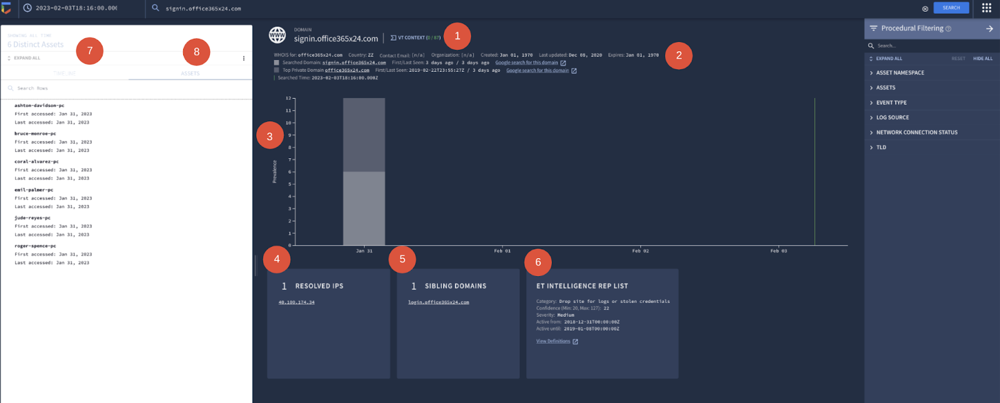 2023-02-03T18:16:00.000
signin.office365x24.com
SEARCH
SHOWING ALL TIME
6 Distinct Assets
7
8
EXPAND ALL
TIMELINE
ASSETS
Search Rows
ashton-davidson-pc
First accessed: Jan 31, 2023
Last accessed: Jan 31, 2023
bruce-monroe-pc
First accessed: Jan 31, 2023
Last accessed: Jan 31, 2023
coral-alvarez-pc
First accessed: Jan 31, 2023
Last accessed: Jan 31, 2023
emil-palmer-pc
First accessed: Jan 31, 2023
Last accessed: Jan 31, 2023
jude-reyes-pc
First accessed: Jan 31, 2023
Last accessed: Jan 31, 2023
roger-spence-pc
First accessed: Jan 31, 2023
Last accessed: Jan 31, 2023
WWW
DOMAIN
signin.office365x24.com
VT CONTEXT (0 / 87)
1
WHOIS for: office365x24.com Country: ZZ Contact Email: [n/a] Organization: [n/a] Created: Jan 01, 1970 Last updated: Dec 08, 2020 Expires: Jan 01, 1970
2
Searched Domain: signin.office365x24.com First/Last Seen: 3 days ago / 3 days ago Google search for this domain
Top Private Domain office365x24.com First/Last Seen: 2019-02-22T23:55:27Z / 3 days ago Google search for this domain
Searched Time: 2023-02-03T18:16:00.000Z
12
11
10
9
8
7
6
5
4
3
2
1
0
Prevalence
3
Jan 31
Feb 01
Feb 02
Feb 03
4
1 RESOLVED IPS
40.100.174.34
5
1 SIBLING DOMAINS
login.office365x24.com
6
ET INTELLIGENCE REP LIST
Category: Drop site for logs or stolen credentials
Confidence (Min: 20, Max: 127): 22
Severity: Medium
Active from: 2018-12-31T00:00:00Z
Active until: 2019-01-08T00:00:00Z
View Definitions
Procedural Filtering
Search...
EXPAND ALL
RESET
HIDE ALL
ASSET NAMESPACE
ASSETS
EVENT TYPE
LOG SOURCE
NETWORK CONNECTION STATUS
TLD